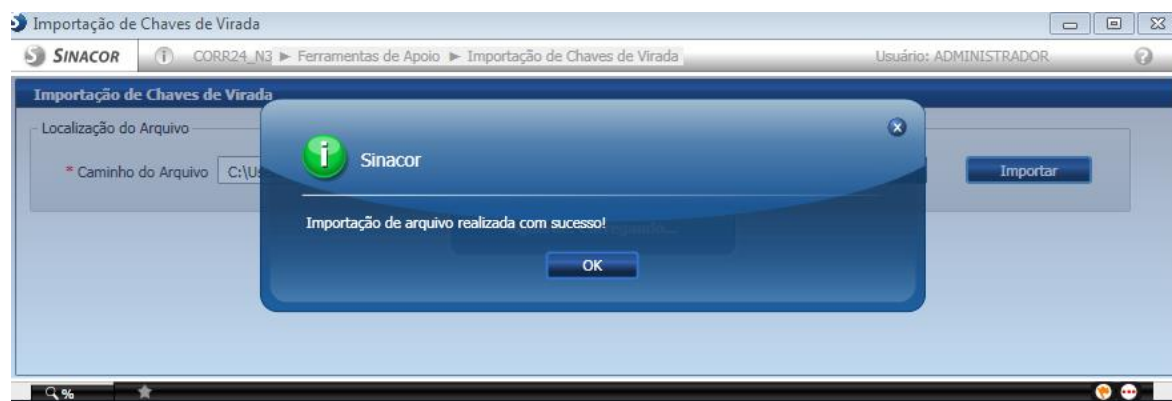 Importação de Chaves de Virada
SINACOR
CORR24_N3 ► Ferramentas de Apoio ► Importação de Chaves de Virada
Usuário: ADMINISTRADOR
Importação de Chaves de Virada
Localização do Arquivo
Sinacor
* Caminho do Arquivo C:\Us
Importar
Importação de arquivo realizada com sucesso!
OK
%